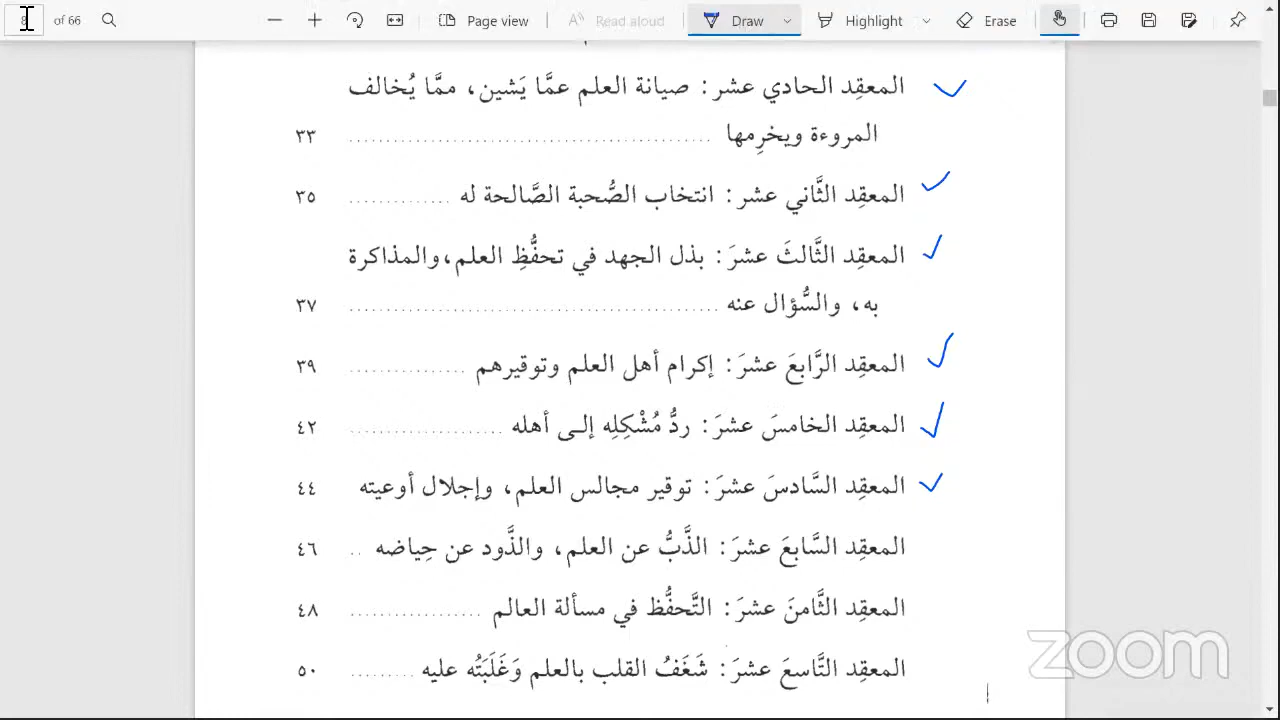 8 of 66 Page view Read aloud Draw Highlight Erase
المعقِد الحادي عشر: صيانة العلم عمَّا يَشين، ممَّا يُخالف
المروءة ويخرِمها ........................................ ٣٣
المعقِد الثَّاني عشر: انتخاب الصُّحبة الصَّالحة له ............. ٣٥
المعقِد الثَّالثَ عشرَ: بذل الجهد في تحفُّظِ العلم، والمذاكرة
به، والسُّؤال عنه ........................................ ٣٧
المعقِد الرَّابعَ عشرَ: إكرام أهل العلم وتوقيرهم ............... ٣٩
المعقِد الخامسَ عشرَ: ردُّ مُشْكِلِه إلى أهله .................... ٤٢
المعقِد السَّادسَ عشرَ: توقير مجالس العلم، وإجلال أوعيته ٤٤
المعقِد السَّابعَ عشرَ: الذَّبُّ عن العلم، والذَّود عن حِياضه .. ٤٦
المعقِد الثَّامنَ عشرَ: التَّحفُّظ في مسألة العالم ................. ٤٨
المعقِد التَّاسعَ عشرَ: شَغَفُ القلب بالعلم وَغَلَبَتُه عليه ......... ٥٠
zoom